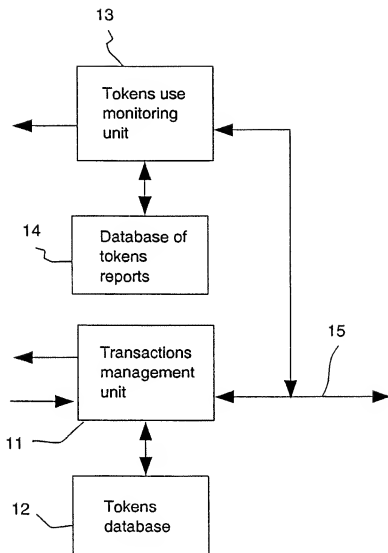 13
Tokens use
monitoring
unit
14
Database of
tokens
reports
15
Transactions
management
unit
11
12
Tokens
database